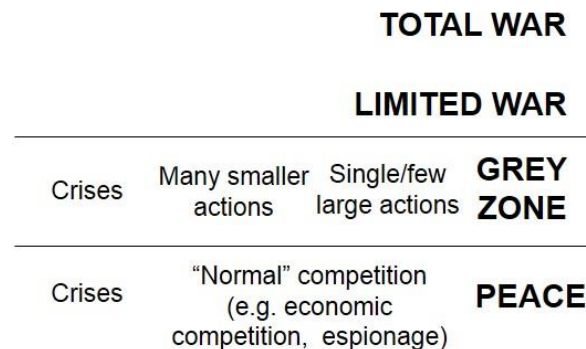 TOTAL WAR
LIMITED WAR
Crises
Many smaller
actions
Single/few
large actions
GREY
ZONE
Crises
“Normal” competition
(e.g. economic
competition, espionage)
PEACE